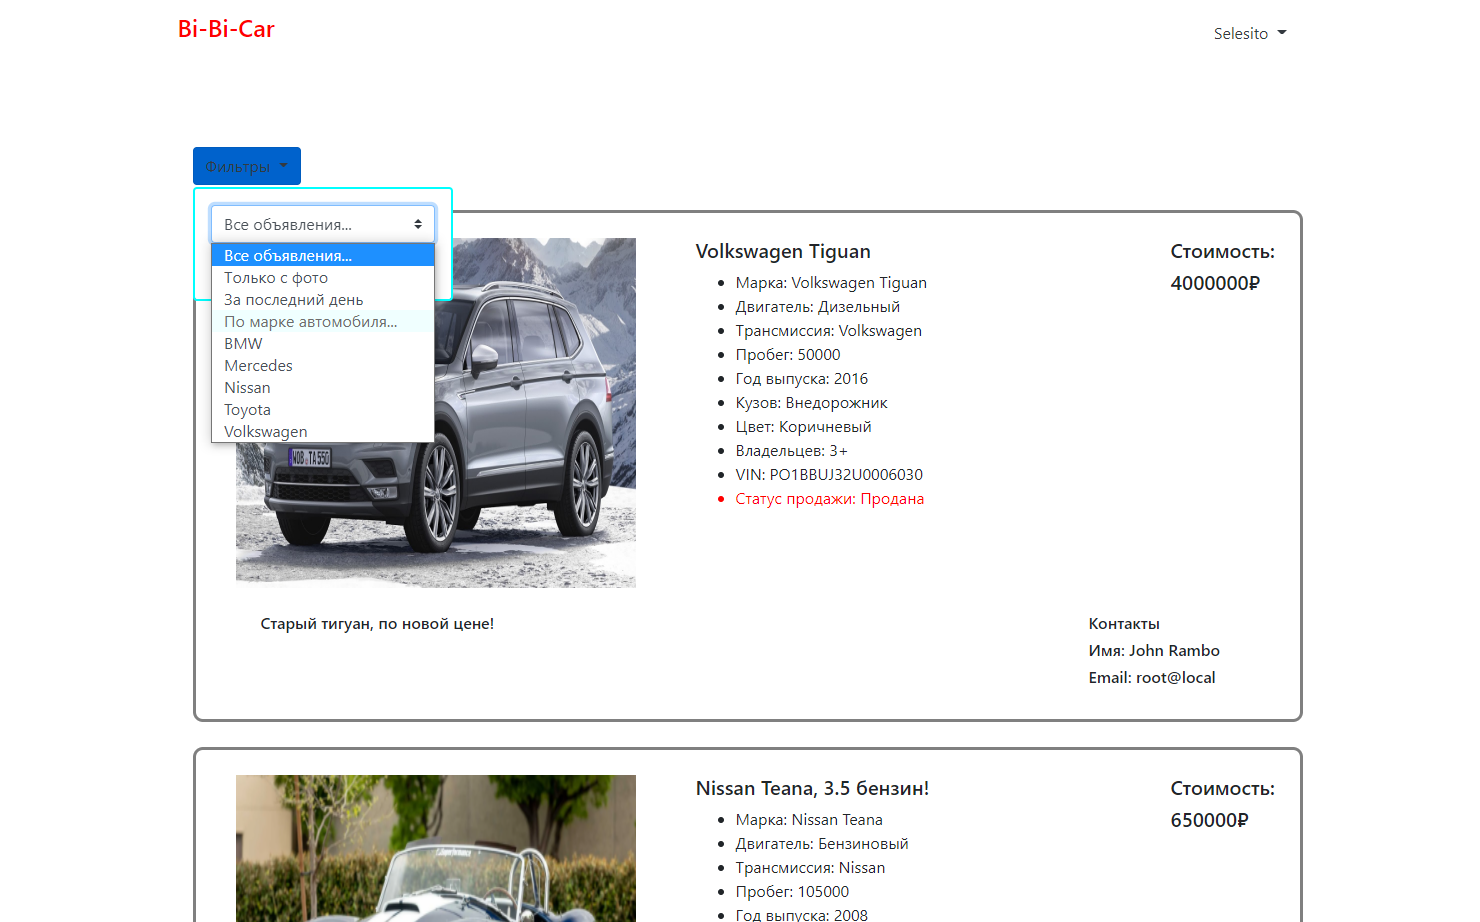 Bi-Bi-Car
Selesito
Фильтры
Все объявления...
Все объявления...
Только с фото
За последний день
По марке автомобиля...
BMW
Mercedes
Nissan
Toyota
Volkswagen
WOB TA 550
Volkswagen Tiguan
Марка: Volkswagen Tiguan
Двигатель: Дизельный
Трансмиссия: Volkswagen
Пробег: 50000
Год выпуска: 2016
Кузов: Внедорожник
Цвет: Коричневый
Владельцев: 3+
VIN: PO1BBUJ32U0006030
Статус продажи: Продана
Стоимость:
4000000₽
Старый тигуан, по новой цене!
Контакты
Имя: John Rambo
Email: root@local
Nissan Teana, 3.5 бензин!
Марка: Nissan Teana
Двигатель: Бензиновый
Трансмиссия: Nissan
Пробег: 105000
Год выпуска: 2008
Стоимость:
650000₽